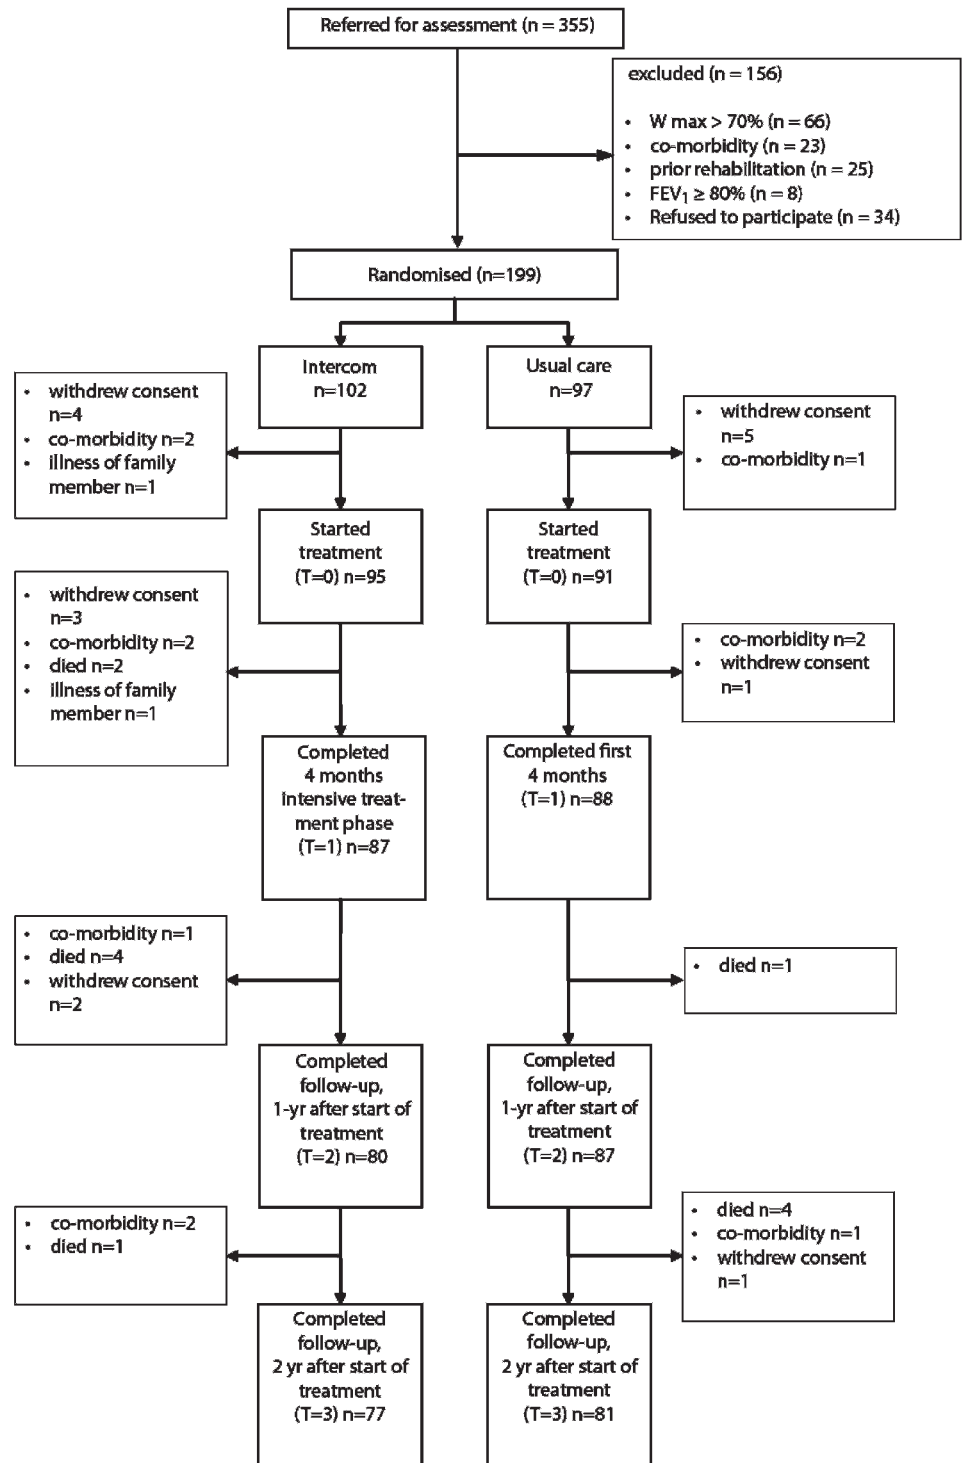 Referred for assessment (n = 355)
excluded (n = 156)
• W max > 70% (n = 66)
• co-morbidity (n = 23)
• prior rehabilitation (n = 25)
• FEV₁ ≥ 80% (n = 8)
• Refused to participate (n = 34)
Randomised (n=199)
Intercom
n=102
Usual care
n=97
• withdrew consent
n=4
• co-morbidity n=2
• illness of family
member n=1
• withdrew consent
n=5
• co-morbidity n=1
Started
treatment
(T=0) n=95
Started
treatment
(T=0) n=91
• withdrew consent
n=3
• co-morbidity n=2
• died n=2
• illness of family
member n=1
• co-morbidity n=2
• withdrew consent
n=1
Completed
4 months
intensive treat-
ment phase
(T=1) n=87
Completed first
4 months
(T=1) n=88
• co-morbidity n=1
• died n=4
• withdrew consent
n=2
• died n=1
Completed
follow-up,
1-yr after start of
treatment
(T=2) n=80
Completed
follow-up,
1-yr after start of
treatment
(T=2) n=87
• co-morbidity n=2
• died n=1
• died n=4
• co-morbidity n=1
• withdrew consent
n=1
Completed
follow-up,
2 yr after start of
treatment
(T=3) n=77
Completed
follow-up,
2 yr after start of
treatment
(T=3) n=81